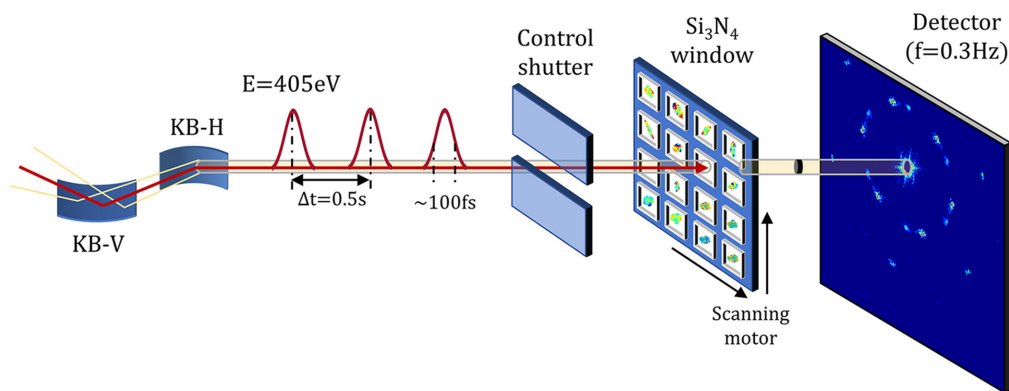 E=405eV
KB-H
KB-V
Δt=0.5s
~100fs
Control
shutter
Si₃N₄
window
Scanning
motor
Detector
(f=0.3Hz)